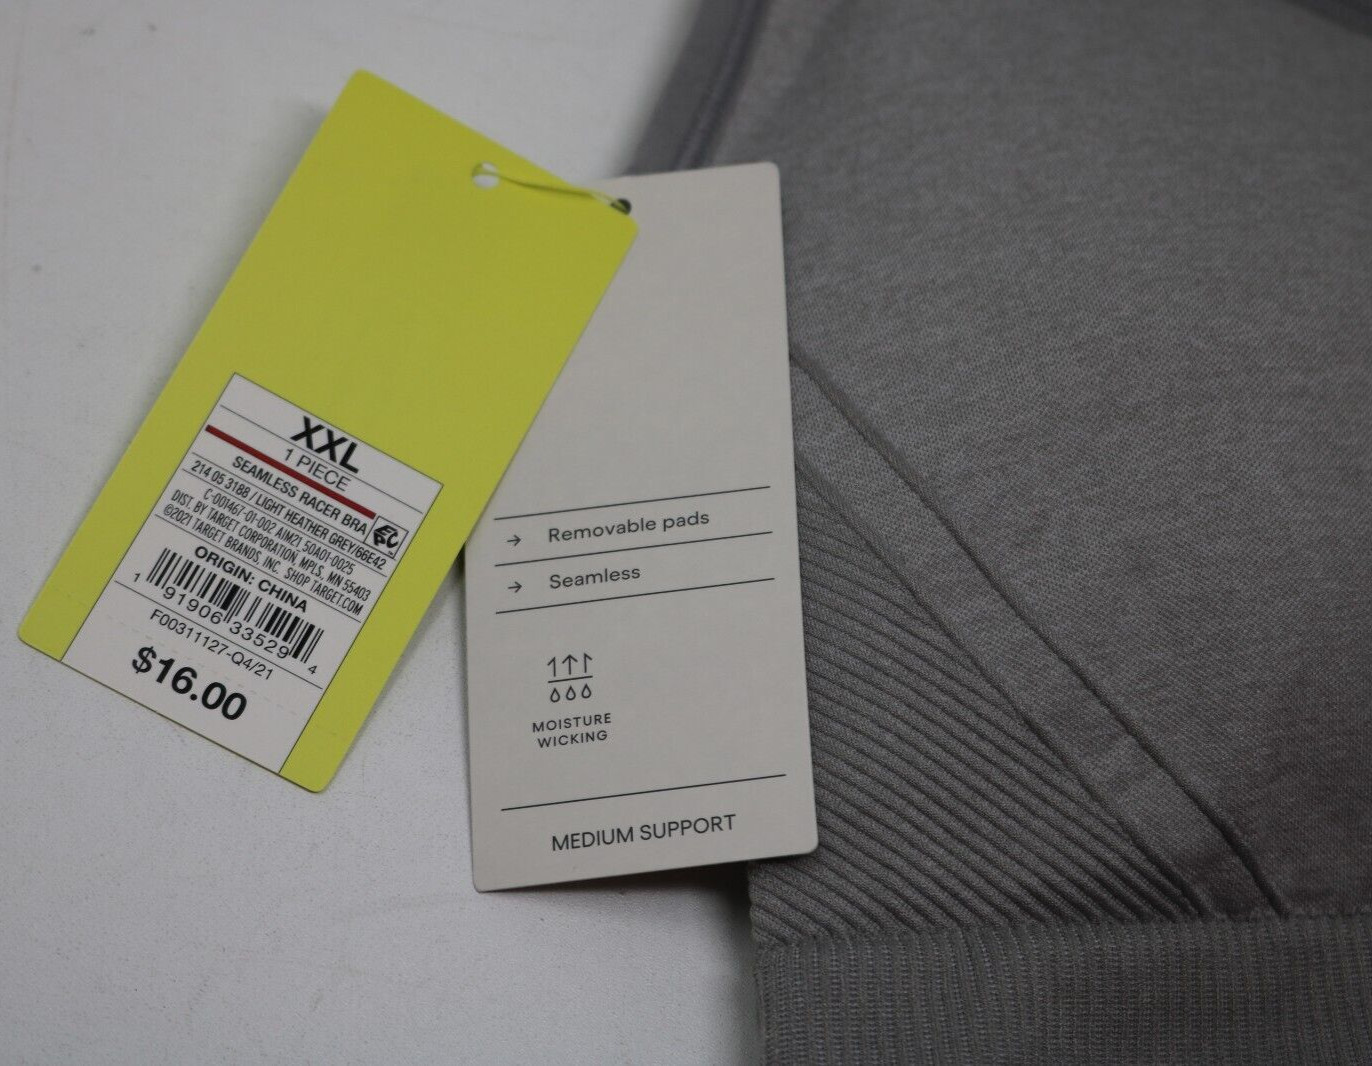 XXL
1 PIECE
SEAMLESS RACER BRA
214 05 3188 / LIGHT HEATHER GREY/66E42
C-001467-01-002 AIM21_50A01-0025
DIST. BY TARGET CORPORATION, MPLS, MN 55403
©2021 TARGET BRANDS, INC. SHOP TARGET.COM
ORIGIN: CHINA
1 91906 33529 4
F00311127-Q4/21
$16.00
→ Removable pads
→ Seamless
MOISTURE
WICKING
MEDIUM SUPPORT